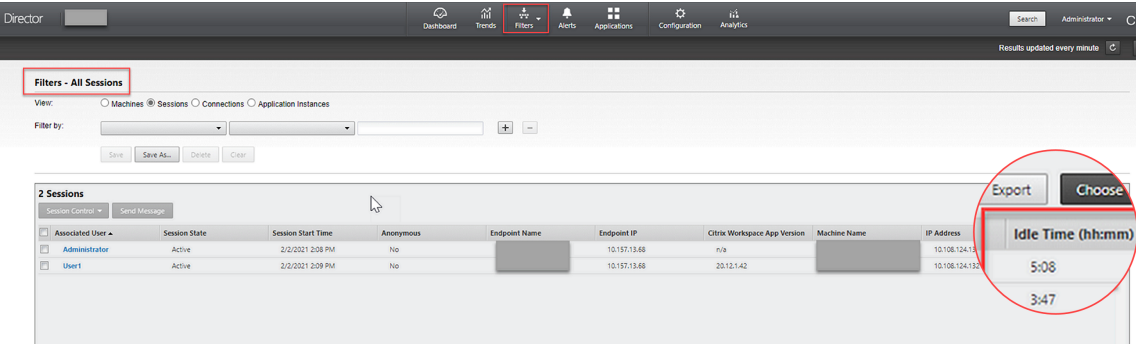 Director
Dashboard Trends Filters Alerts Applications Configuration Analytics
Search Administrator
Results updated every minute
Filters - All Sessions
View: Machines Sessions Connections Application Instances
Filter by:
+ −
Save Save As... Delete Clear
2 Sessions
Session Control Send Message
Export Choose
Associated User Session State Session Start Time Anonymous Endpoint Name Endpoint IP Citrix Workspace App Version Machine Name IP Address Idle Time (hh:mm)
Administrator Active 2/2/2021 2:08 PM No 10.157.13.68 n/a 5:08
User1 Active 2/2/2021 2:09 PM No 10.157.13.68 20.12.1.42 10.108.124.132 3:47